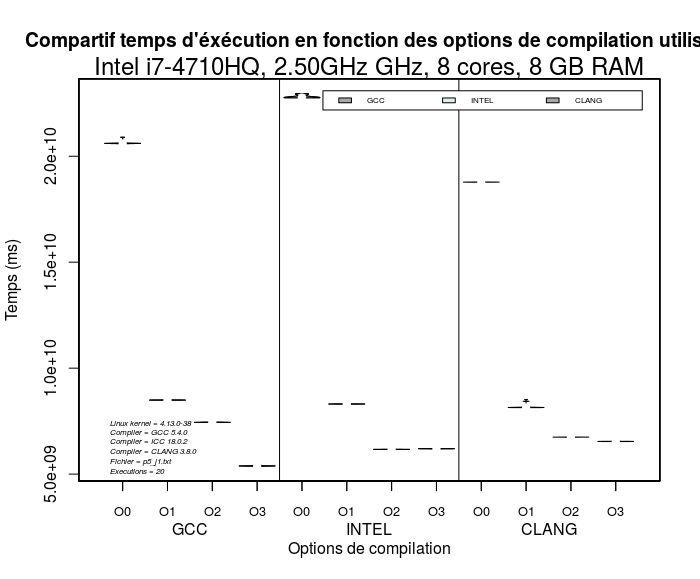 Compartif temps d'éxécution en fonction des options de compilation utilis
Intel i7-4710HQ, 2.50GHz GHz, 8 cores, 8 GB RAM
GCC INTEL CLANG
2.0e+10
1.5e+10
1.0e+10
5.0e+09
Temps (ms)
Linux kernel = 4.13.0-38
Compiler = GCC 5.4.0
Compiler = ICC 18.0.2
Compiler = CLANG 3.8.0
Fichier = p5_j1.txt
Executions = 20
O0 O1 O2 O3 O0 O1 O2 O3 O0 O1 O2 O3
GCC INTEL CLANG
Options de compilation